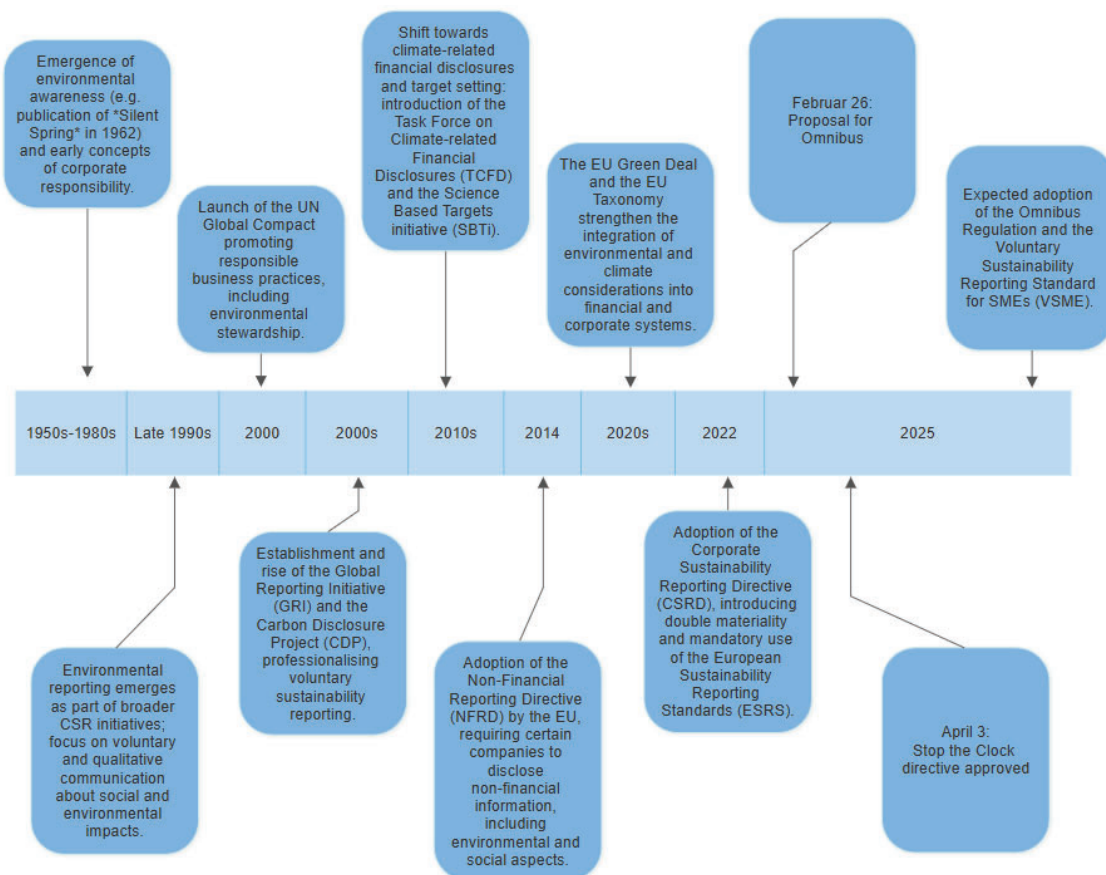 Emergence of
environmental
awareness (e.g.
publication of *Silent
Spring* in 1962)
and early concepts
of corporate
responsibility.
Launch of the UN
Global Compact
promoting
responsible
business practices,
including
environmental
stewardship.
Shift towards
climate-related
financial disclosures
and target setting:
introduction of the
Task Force on
Climate-related
Financial
Disclosures (TCFD)
and the Science
Based Targets
initiative (SBTi).
The EU Green Deal
and the EU
Taxonomy
strengthen the
integration of
environmental and
climate
considerations into
financial and
corporate systems.
Februar 26:
Proposal for
Omnibus
Expected adoption
of the Omnibus
Regulation and the
Voluntary
Sustainability
Reporting Standard
for SMEs (VSME).
1950s-1980s
Late 1990s
2000
2000s
2010s
2014
2020s
2022
2025
Environmental
reporting emerges
as part of broader
CSR initiatives;
focus on voluntary
and qualitative
communication
about social and
environmental
impacts.
Establishment and
rise of the Global
Reporting Initiative
(GRI) and the
Carbon Disclosure
Project (CDP),
professionalising
voluntary
sustainability
reporting.
Adoption of the
Non-Financial
Reporting Directive
(NFRD) by the EU,
requiring certain
companies to
disclose
non-financial
information,
including
environmental and
social aspects.
Adoption of the
Corporate
Sustainability
Reporting Directive
(CSRD), introducing
double materiality
and mandatory use
of the European
Sustainability
Reporting
Standards (ESRS).
April 3:
Stop the Clock
directive approved